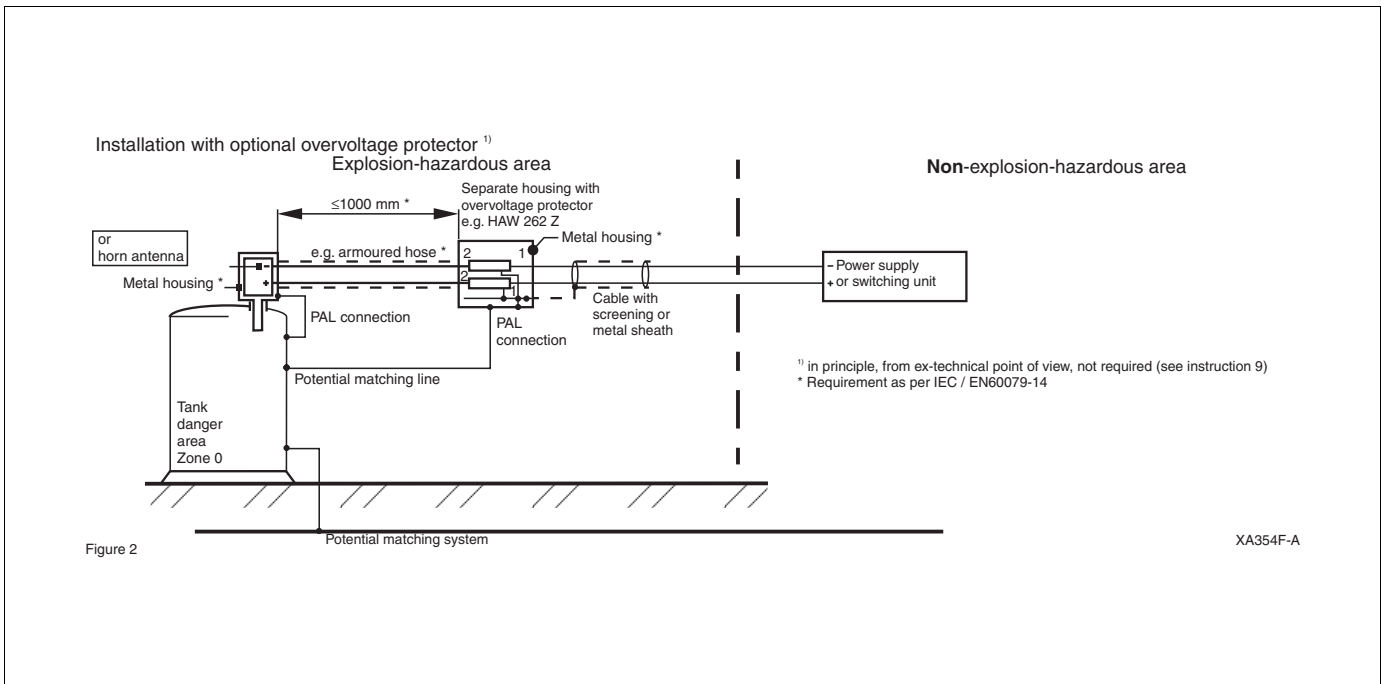 Installation with optional overvoltage protector 1)
Explosion-hazardous area
Non-explosion-hazardous area
Separate housing with
overvoltage protector
e.g. HAW 262 Z
≤1000 mm *
or
horn antenna
e.g. armoured hose *
Metal housing *
2
1
Metal housing *
-
+
2
1
- Power supply
+ or switching unit
Cable with
screening or
metal sheath
PAL connection
PAL
connection
Potential matching line
1) in principle, from ex-technical point of view, not required (see instruction 9)
* Requirement as per IEC / EN60079-14
Tank
danger
area
Zone 0
Potential matching system
Figure 2
XA354F-A